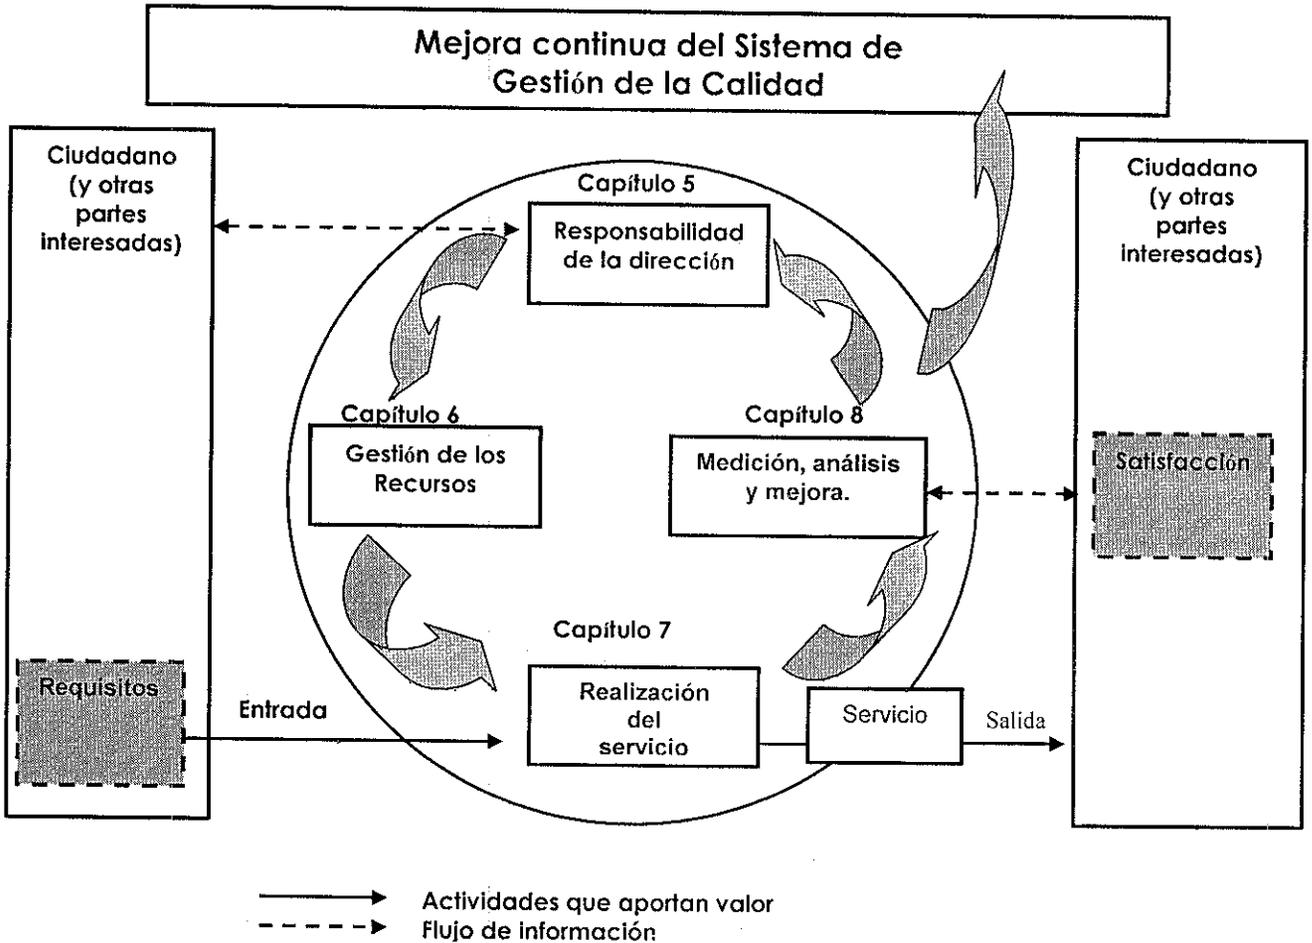 Mejora continua del Sistema de
Gestión de la Calidad
Ciudadano
(y otras
partes
interesadas)
Capítulo 5
Responsabilidad
de la dirección
Ciudadano
(y otras
partes
interesadas)
Capítulo 6
Gestión de los
Recursos
Capítulo 8
Medición, análisis
y mejora.
Satisfacción
Capítulo 7
Realización
del
servicio
Requisitos
Entrada
Servicio
Salida
Actividades que aportan valor
Flujo de información